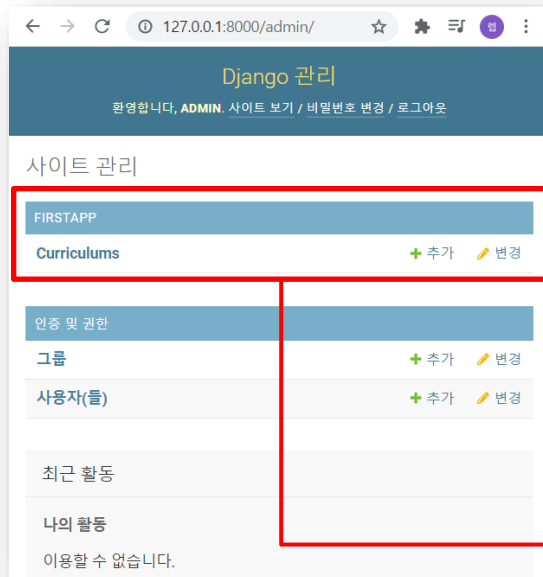 127.0.0.1:8000/admin/
렙
Django 관리
환영합니다, ADMIN. 사이트 보기 / 비밀번호 변경 / 로그아웃
사이트 관리
FIRSTAPP
Curriculums 추가 변경
인증 및 권한
그룹 추가 변경
사용자(들) 추가 변경
최근 활동
나의 활동
이용할 수 없습니다.